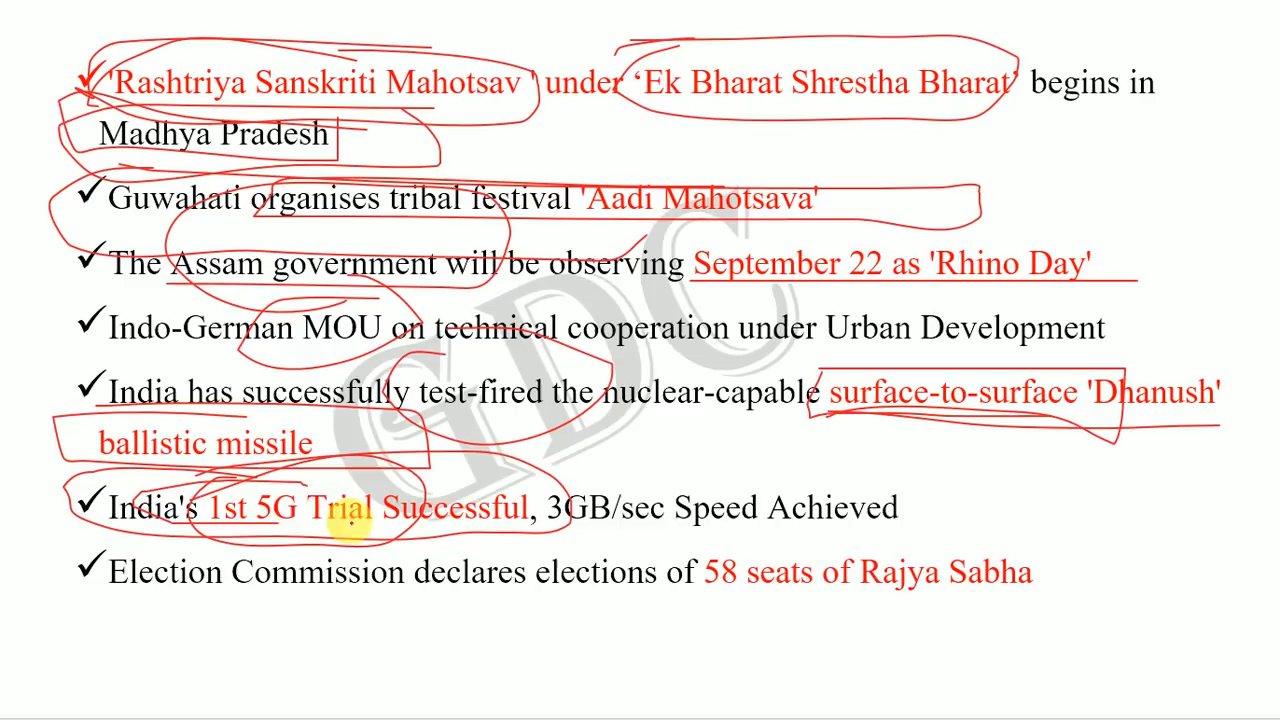 'Rashtriya Sanskriti Mahotsav ' under ‘Ek Bharat Shrestha Bharat’ begins in
Madhya Pradesh
Guwahati organises tribal festival 'Aadi Mahotsava'
The Assam government will be observing September 22 as 'Rhino Day'
Indo-German MOU on technical cooperation under Urban Development
India has successfully test-fired the nuclear-capable surface-to-surface 'Dhanush'
ballistic missile
India's 1st 5G Trial Successful, 3GB/sec Speed Achieved
Election Commission declares elections of 58 seats of Rajya Sabha
GDC